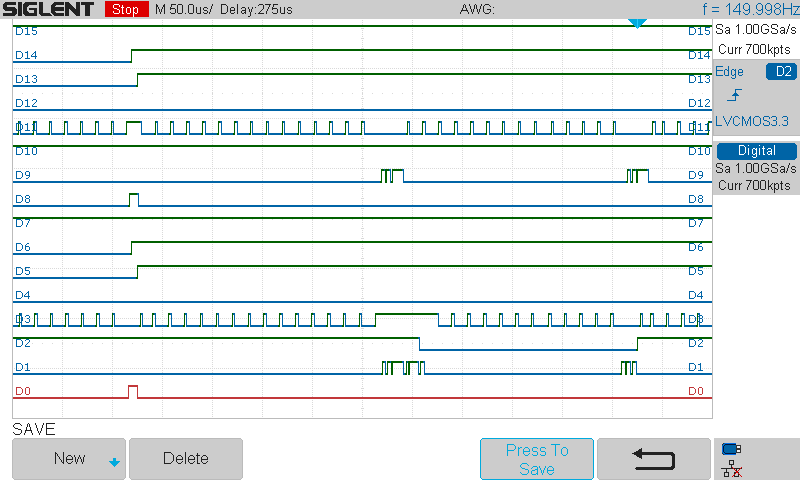 SIGLENT Stop M 50.0us/ Delay:275us AWG: f = 149.998Hz
D15 D15 Sa 1.00GSa/s
Curr 700kpts
D14 D14
D13 D13 Edge D2
D12 D12
D11 D11 LVCMOS3.3
D10 D10 Digital
D9 D9 Sa 1.00GSa/s
Curr 700kpts
D8 D8
D7 D7
D6 D6
D5 D5
D4 D4
D3 D3
D2 D2
D1 D1
D0 D0
SAVE
New Delete Press To
Save